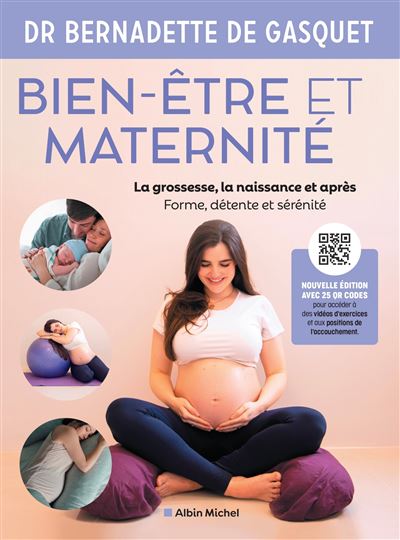 DR BERNADETTE DE GASQUET
BIEN-ÊTRE ET
MATERNITÉ
La grossesse, la naissance et après
Forme, détente et sérénité
NOUVELLE ÉDITION
AVEC 25 QR CODES
pour accéder à
des vidéos d'exercices
et aux positions de
l'accouchement.
Albin Michel